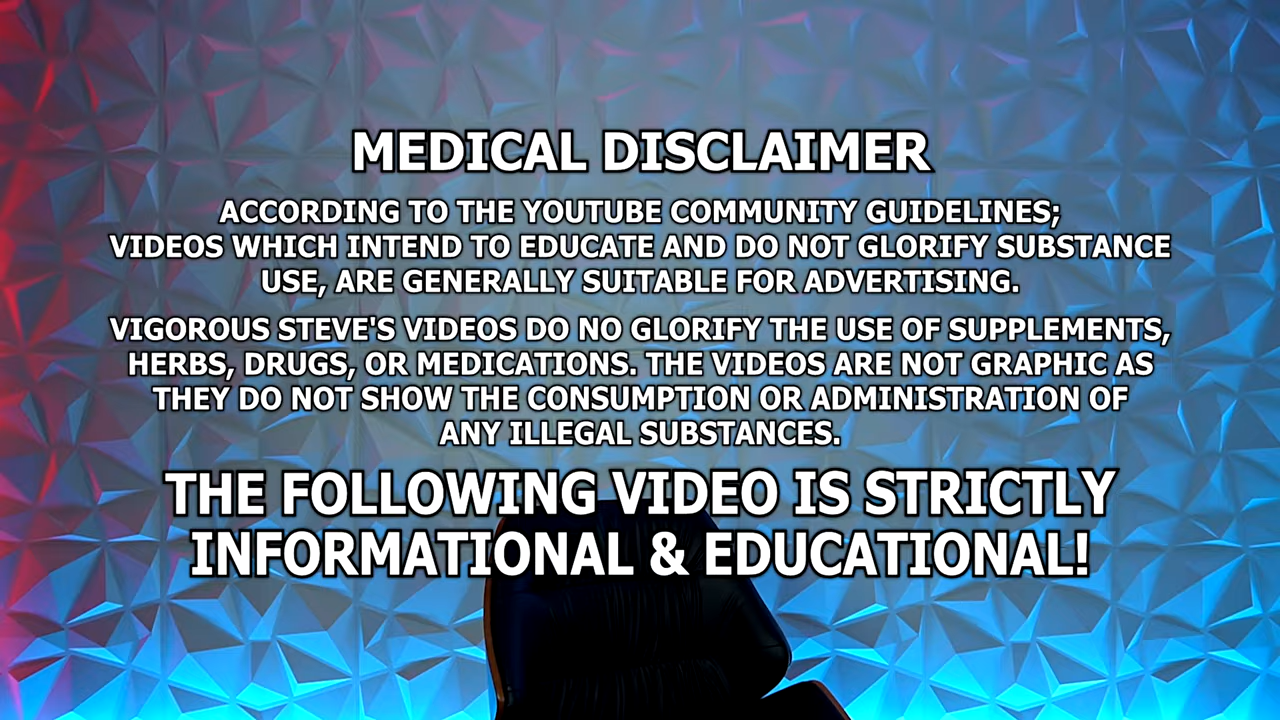 MEDICAL DISCLAIMER
ACCORDING TO THE YOUTUBE COMMUNITY GUIDELINES;
VIDEOS WHICH INTEND TO EDUCATE AND DO NOT GLORIFY SUBSTANCE
USE, ARE GENERALLY SUITABLE FOR ADVERTISING.
VIGOROUS STEVE'S VIDEOS DO NO GLORIFY THE USE OF SUPPLEMENTS,
HERBS, DRUGS, OR MEDICATIONS. THE VIDEOS ARE NOT GRAPHIC AS
THEY DO NOT SHOW THE CONSUMPTION OR ADMINISTRATION OF
ANY ILLEGAL SUBSTANCES.
THE FOLLOWING VIDEO IS STRICTLY
INFORMATIONAL & EDUCATIONAL!